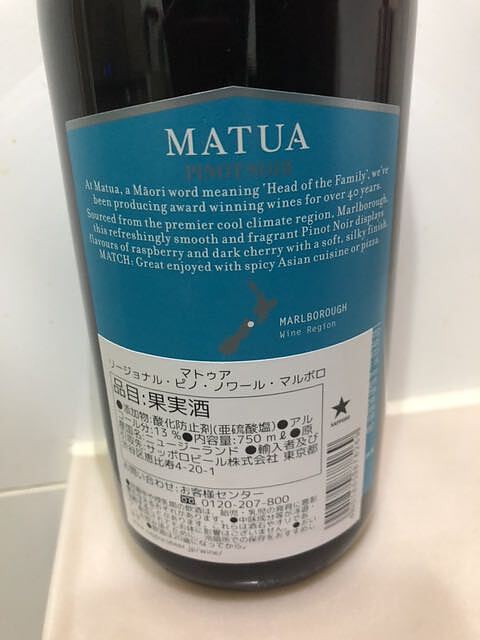 MATUA
PINOT NOIR
At Matua, a Māori word meaning 'Head of the Family', we've
been producing award winning wines for over 40 years.
Sourced from the premier cool climate region, Marlborough,
this refreshingly smooth and fragrant Pinot Noir displays
flavours of raspberry and dark cherry with a soft, silky finish.
MATCH: Great enjoyed with spicy Asian cuisine or pizza.
MARLBOROUGH
Wine Region
マトゥア
リージョナル・ピノ・ノワール・マルボロ
品目:果実酒
●添加物:酸化防止剤(亜硫酸塩)●アル
コール分:13%●内容量:750mℓ●原
産国名:ニュージーランド ●輸入者及び
引取先:サッポロビール株式会社 東京都
渋谷区恵比寿4-20-1
お問い合わせ:お客様センター
0120-207-800
SAPPORO